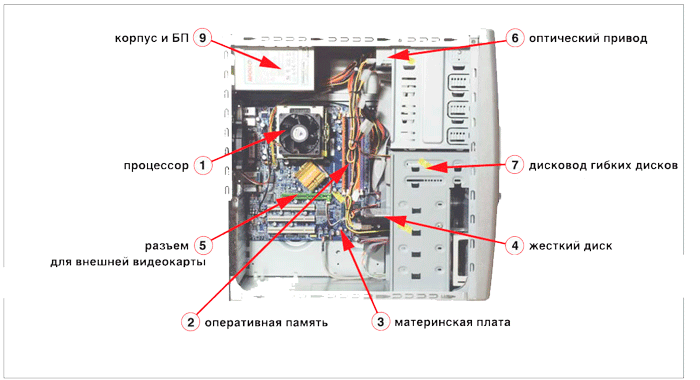 корпус и БП 9
6 оптический привод
процессор 1
7 дисковод гибких дисков
разъем 5
для внешней видеокарты
4 жесткий диск
2 оперативная память
3 материнская плата